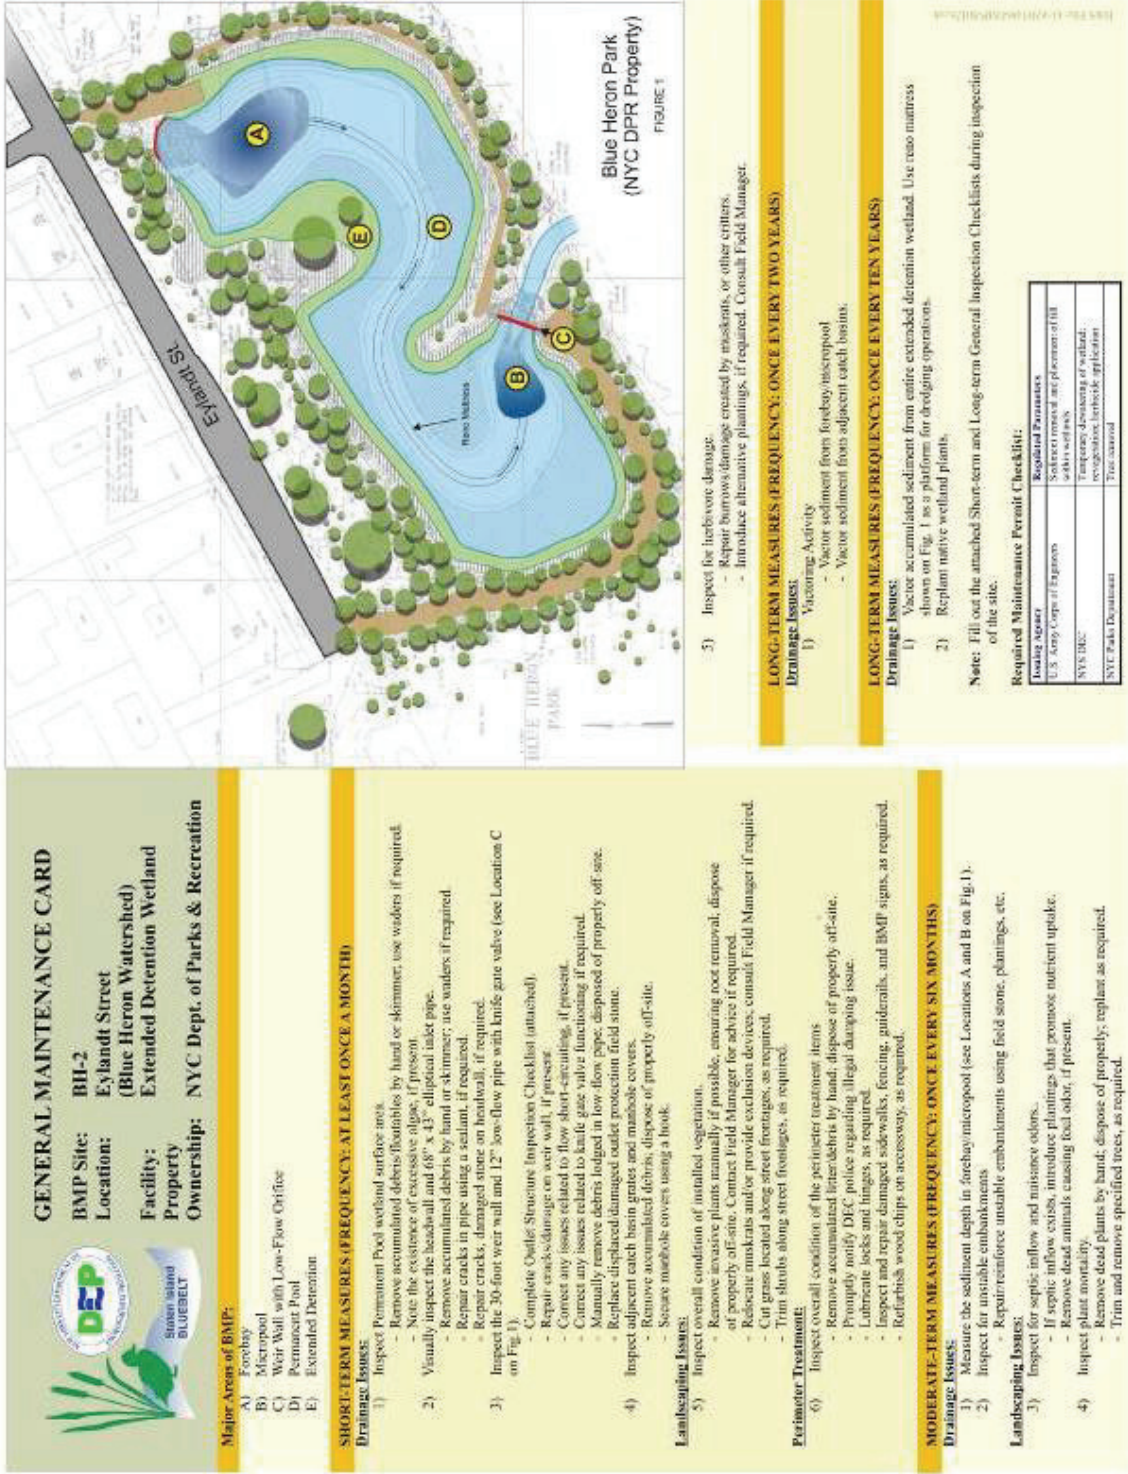 GENERAL MAINTENANCE CARD
BMP Site: BH-2
Location: Eylandt Street
(Blue Heron Watershed)
Facility: Extended Detention Wetland
Property
Ownership: NYC Dept. of Parks & Recreation
DEP
Staten Island
BLUEBELT
Major Areas of BMP:
A) Forebay
B) Micropool
C) Weir Wall with Low-Flow Orifice
D) Permanent Pool
E) Extended Detention
SHORT-TERM MEASURES (FREQUENCY: AT LEAST ONCE A MONTH)
Drainage Issues:
1) Inspect Permanent Pool wetland surface area.
- Remove accumulated debris/floatables by hand or skimmer; use waders if required.
- Note the existence of excessive algae, if present.
2) Visually inspect the headwall and 68" x 43" elliptical inlet pipe.
- Remove accumulated debris by hand or skimmer; use waders if required.
- Repair cracks in pipe using a sealant, if required.
- Repair cracks, damaged stone on headwall, if required.
3) Inspect the 30-foot weir wall and 12" low-flow pipe with knife gate valve (see Location C
on Fig.1).
- Complete Outlet Structure Inspection Checklist (attached).
- Repair cracks/damage on weir wall, if present.
- Correct any issues related to flow short-circuiting, if present.
- Correct any issues related to knife gate valve functioning if required.
- Manually remove debris lodged in low-flow pipe; disposed of properly off-site.
- Replace displaced/damaged outlet protection field stone.
4) Inspect adjacent catch basin grates and manhole covers.
- Remove accumulated debris; dispose of properly off-site.
- Secure manhole covers using a hook.
Landscaping Issues:
5) Inspect overall condition of installed vegetation.
- Remove invasive plants manually if possible, ensuring root removal; dispose
of properly off-site. Contact Field Manager for advice if required.
- Relocate muskrats and/or provide exclusion devices; consult Field Manager if required.
- Cut grass located along street frontages, as required.
- Trim shrubs along street frontages, as required.
Perimeter Treatment:
6) Inspect overall condition of the perimeter treatment items
- Remove accumulated litter/debris by hand; dispose of properly off-site.
- Promptly notify DEC police regarding illegal dumping issue.
- Lubricate locks and hinges, as required.
- Inspect and repair damaged sidewalks, fencing, guiderails, and BMP signs, as required.
- Refurbish wood chips on accessway, as required.
MODERATE-TERM MEASURES (FREQUENCY: ONCE EVERY SIX MONTHS)
Drainage Issues:
1) Measure the sediment depth in forebay/micropool (see Locations A and B on Fig.1).
2) Inspect for unstable embankments
- Repair/reinforce unstable embankments using field stone, plantings, etc.
Landscaping Issues:
3) Inspect for septic inflow and nuisance odors.
- If septic inflow exists, introduce plantings that promote nutrient uptake.
- Remove dead animals causing foul odor, if present.
4) Inspect plant mortality.
- Remove dead plants by hand; dispose of properly; replant as required.
- Trim and remove specified trees, as required.
Eylandt St.
A
B
C
D
E
Reno Mattress
BLUE HERON
PARK
Blue Heron Park
(NYC DPR Property)
FIGURE 1
5) Inspect for herbivore damage.
- Repair burrows/damage created by muskrats, or other critters.
- Introduce alternative plantings, if required. Consult Field Manager.
LONG-TERM MEASURES (FREQUENCY: ONCE EVERY TWO YEARS)
Drainage Issues:
1) Vactoring Activity
- Vactor sediment from forebay/micropool
- Vactor sediment from adjacent catch basins.
LONG-TERM MEASURES (FREQUENCY: ONCE EVERY TEN YEARS)
Drainage Issues:
1) Vactor accumulated sediment from entire extended detention wetland. Use reno mattress
shown on Fig. 1 as a platform for dredging operations.
2) Replant native wetland plants.
Note: Fill out the attached Short-term and Long-term General Inspection Checklists during inspection
of the site.
Required Maintenance Permit Checklist:
Issuing Agency Regulated Parameters
U.S. Army Corps of Engineers Sediment removal and placement of fill
within wetlands
NYS DEC Temporary dewatering of wetland;
revegetation; herbicide application
NYC Parks Department Tree removal